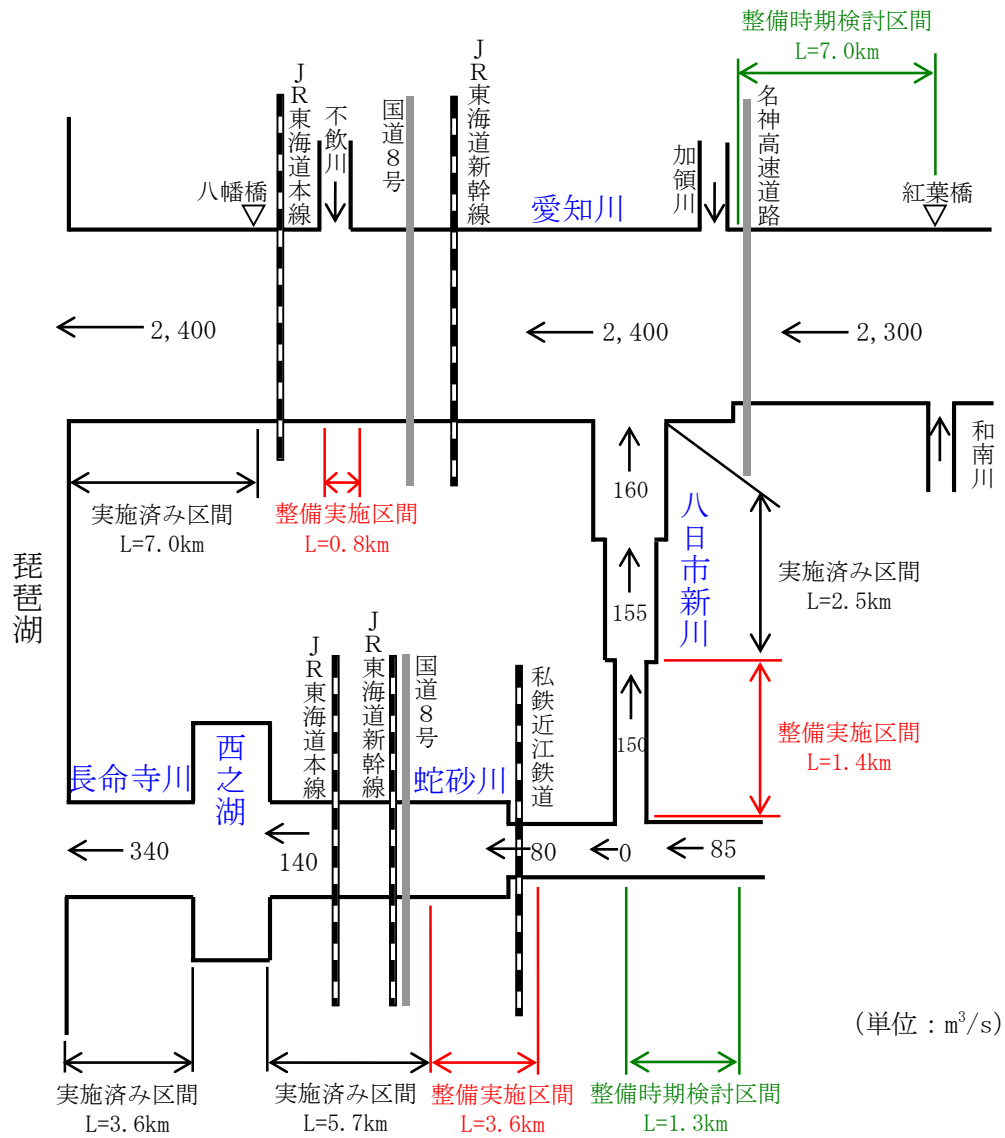 整備時期検討区間
L=7.0km
JR東海道本線
不飲川
国道8号
JR東海道新幹線
名神高速道路
加領川
八幡橋
愛知川
紅葉橋
2,400
2,400
2,300
和南川
160
八日市新川
実施済み区間
L=7.0km
整備実施区間
L=0.8km
琵琶湖
155
実施済み区間
L=2.5km
JR東海道本線
JR東海道新幹線
国道8号
私鉄近江鉄道
150
整備実施区間
L=1.4km
長命寺川
西之湖
蛇砂川
340
140
80
0
85
(単位:m³/s)
実施済み区間
L=3.6km
実施済み区間
L=5.7km
整備実施区間
L=3.6km
整備時期検討区間
L=1.3km